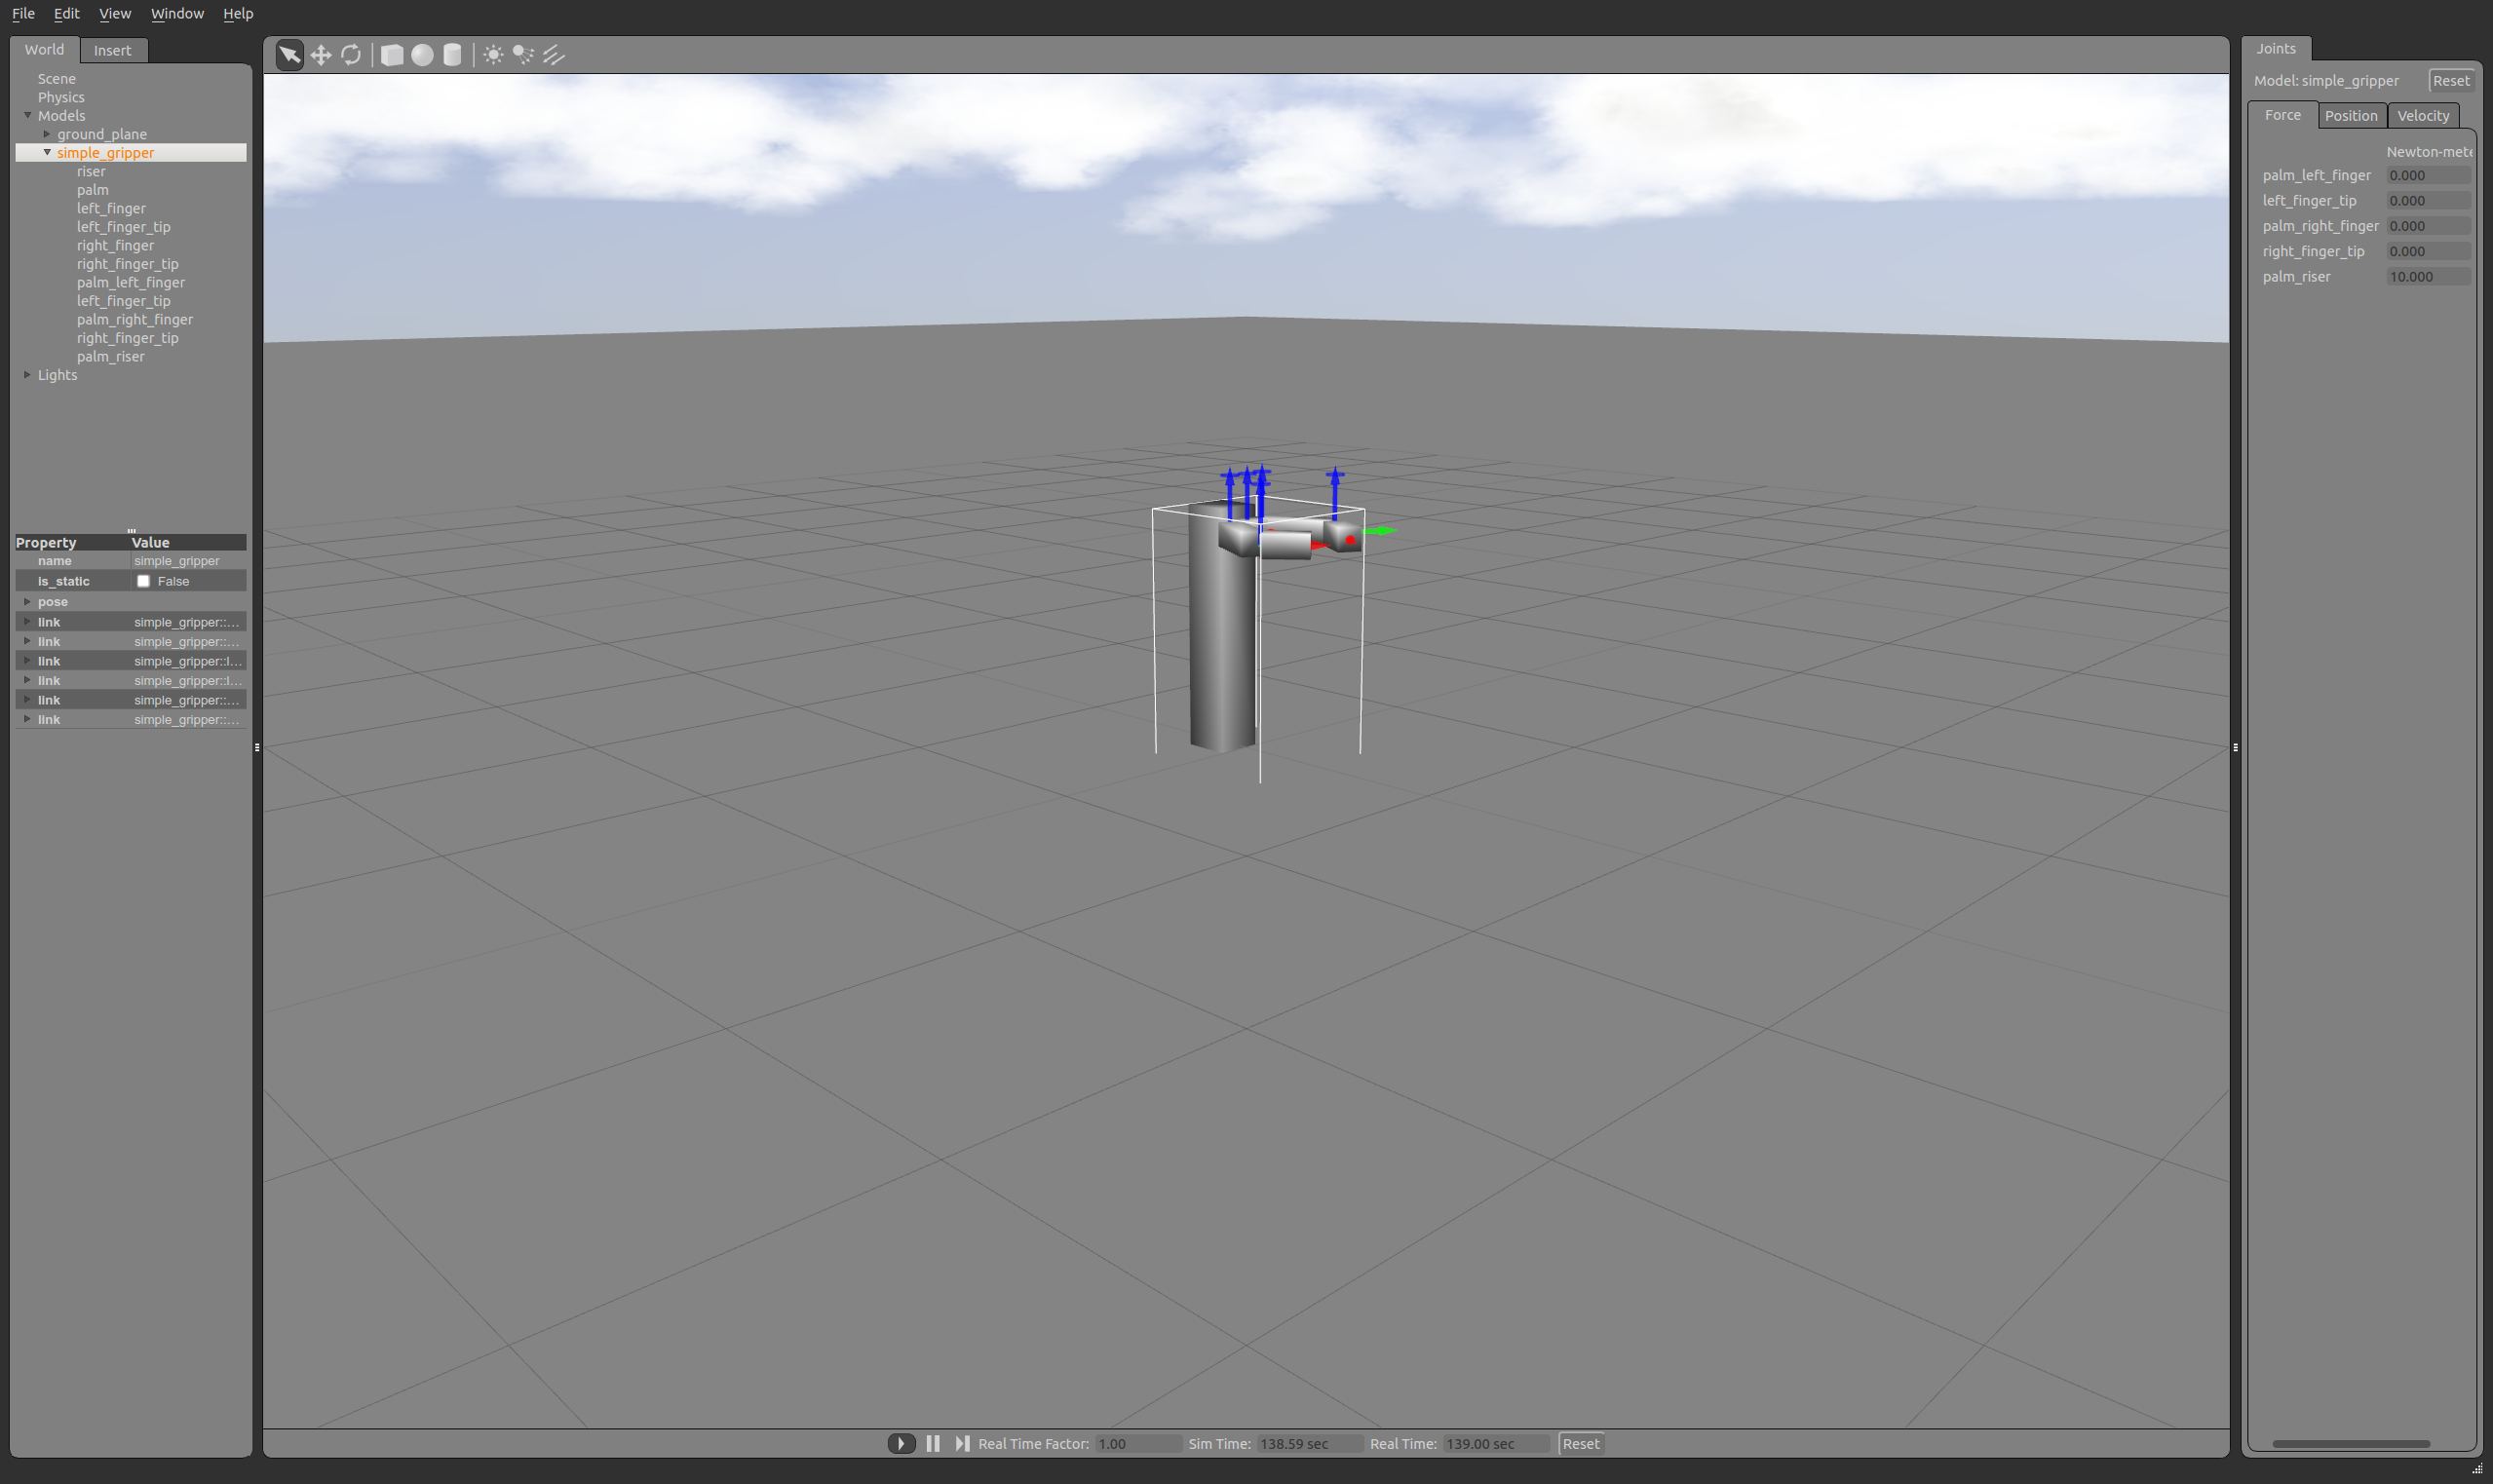 File Edit View Window Help
World Insert
Scene
Physics
Models
ground_plane
simple_gripper
riser
palm
left_finger
left_finger_tip
right_finger
right_finger_tip
palm_left_finger
left_finger_tip
palm_right_finger
right_finger_tip
palm_riser
Lights
Property Value
name simple_gripper
is_static False
pose
link simple_gripper::...
link simple_gripper::...
link simple_gripper::l...
link simple_gripper::l...
link simple_gripper::...
link simple_gripper::...
Real Time Factor: 1.00 Sim Time: 138.59 sec Real Time: 139.00 sec Reset
Joints
Model: simple_gripper Reset
Force Position Velocity
Newton-mete
palm_left_finger 0.000
left_finger_tip 0.000
palm_right_finger 0.000
right_finger_tip 0.000
palm_riser 10.000